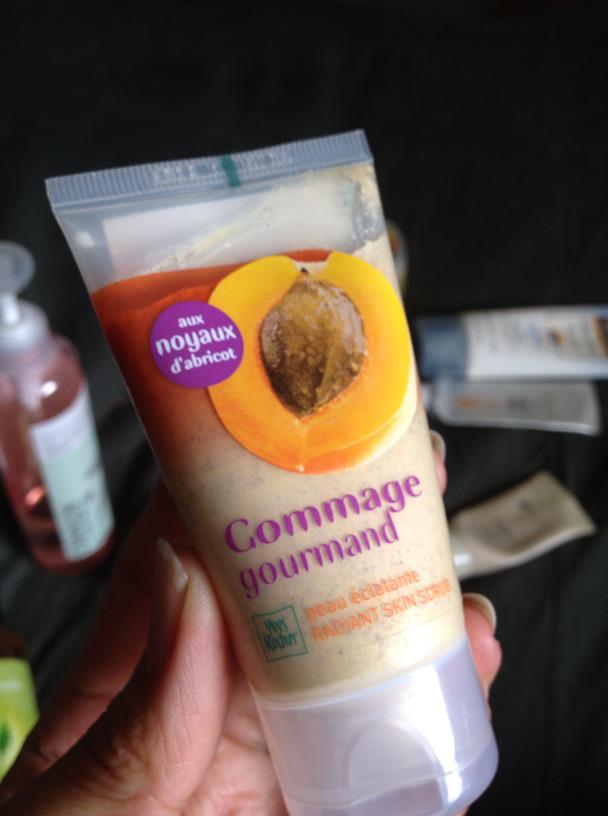 aux
noyaux
d'abricot
Gommage
gourmand
Yves
Rocher
peau éclatante
RADIANT SKIN SCRUB